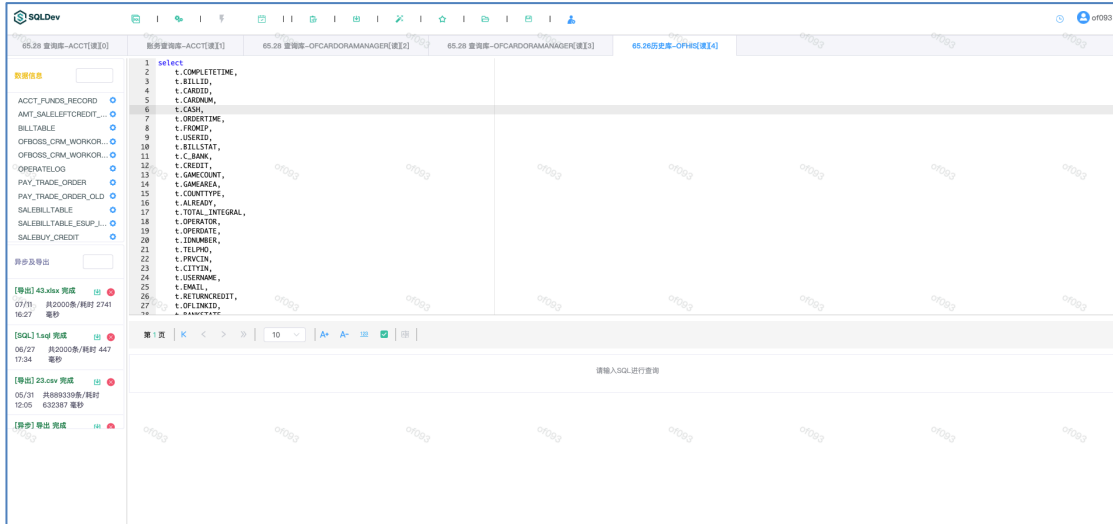 SQLDev
of093
65.28 查询库-ACCT[读][0]
账务查询库-ACCT[读][1]
65.28 查询库-OFCARDORAMANAGER[读][2]
65.28 查询库-OFCARDORAMANAGER[读][3]
65.26历史库-OFHIS[读][4]
数据信息
ACCT_FUNDS_RECORD
AMT_SALELEFTCREDIT_...
BILLTABLE
OFBOSS_CRM_WORKOR...
OFBOSS_CRM_WORKOR...
OPERATELOG
PAY_TRADE_ORDER
PAY_TRADE_ORDER_OLD
SALEBILLTABLE
SALEBILLTABLE_ESUP_I...
SALEBUY_CREDIT
异步及导出
[导出] 43.xlsx 完成
07/11 共2000条/耗时 2741
16:27 毫秒
[SQL] 1.sql 完成
06/27 共2000条/耗时 447
17:34 毫秒
[导出] 23.csv 完成
05/31 共889339条/耗时
12:05 632387 毫秒
[异步] 导出 完成
1 select
2 t.COMPLETETIME,
3 t.BILLID,
4 t.CARDID,
5 t.CARDNUM,
6 t.CASH,
7 t.ORDERTIME,
8 t.FROMIP,
9 t.USERID,
10 t.BILLSTAT,
11 t.C_BANK,
12 t.CREDIT,
13 t.GAMECOUNT,
14 t.GAMEAREA,
15 t.COUNTTYPE,
16 t.ALREADY,
17 t.TOTAL_INTEGRAL,
18 t.OPERATOR,
19 t.OPERDATE,
20 t.IDNUMBER,
21 t.TELPHO,
22 t.PRVCIN,
23 t.CITYIN,
24 t.USERNAME,
25 t.EMAIL,
26 t.RETURNCREDIT,
27 t.OFLINKID,
28 t.BANKSTATE
第 1 页
10
A+ A-
请输入SQL进行查询